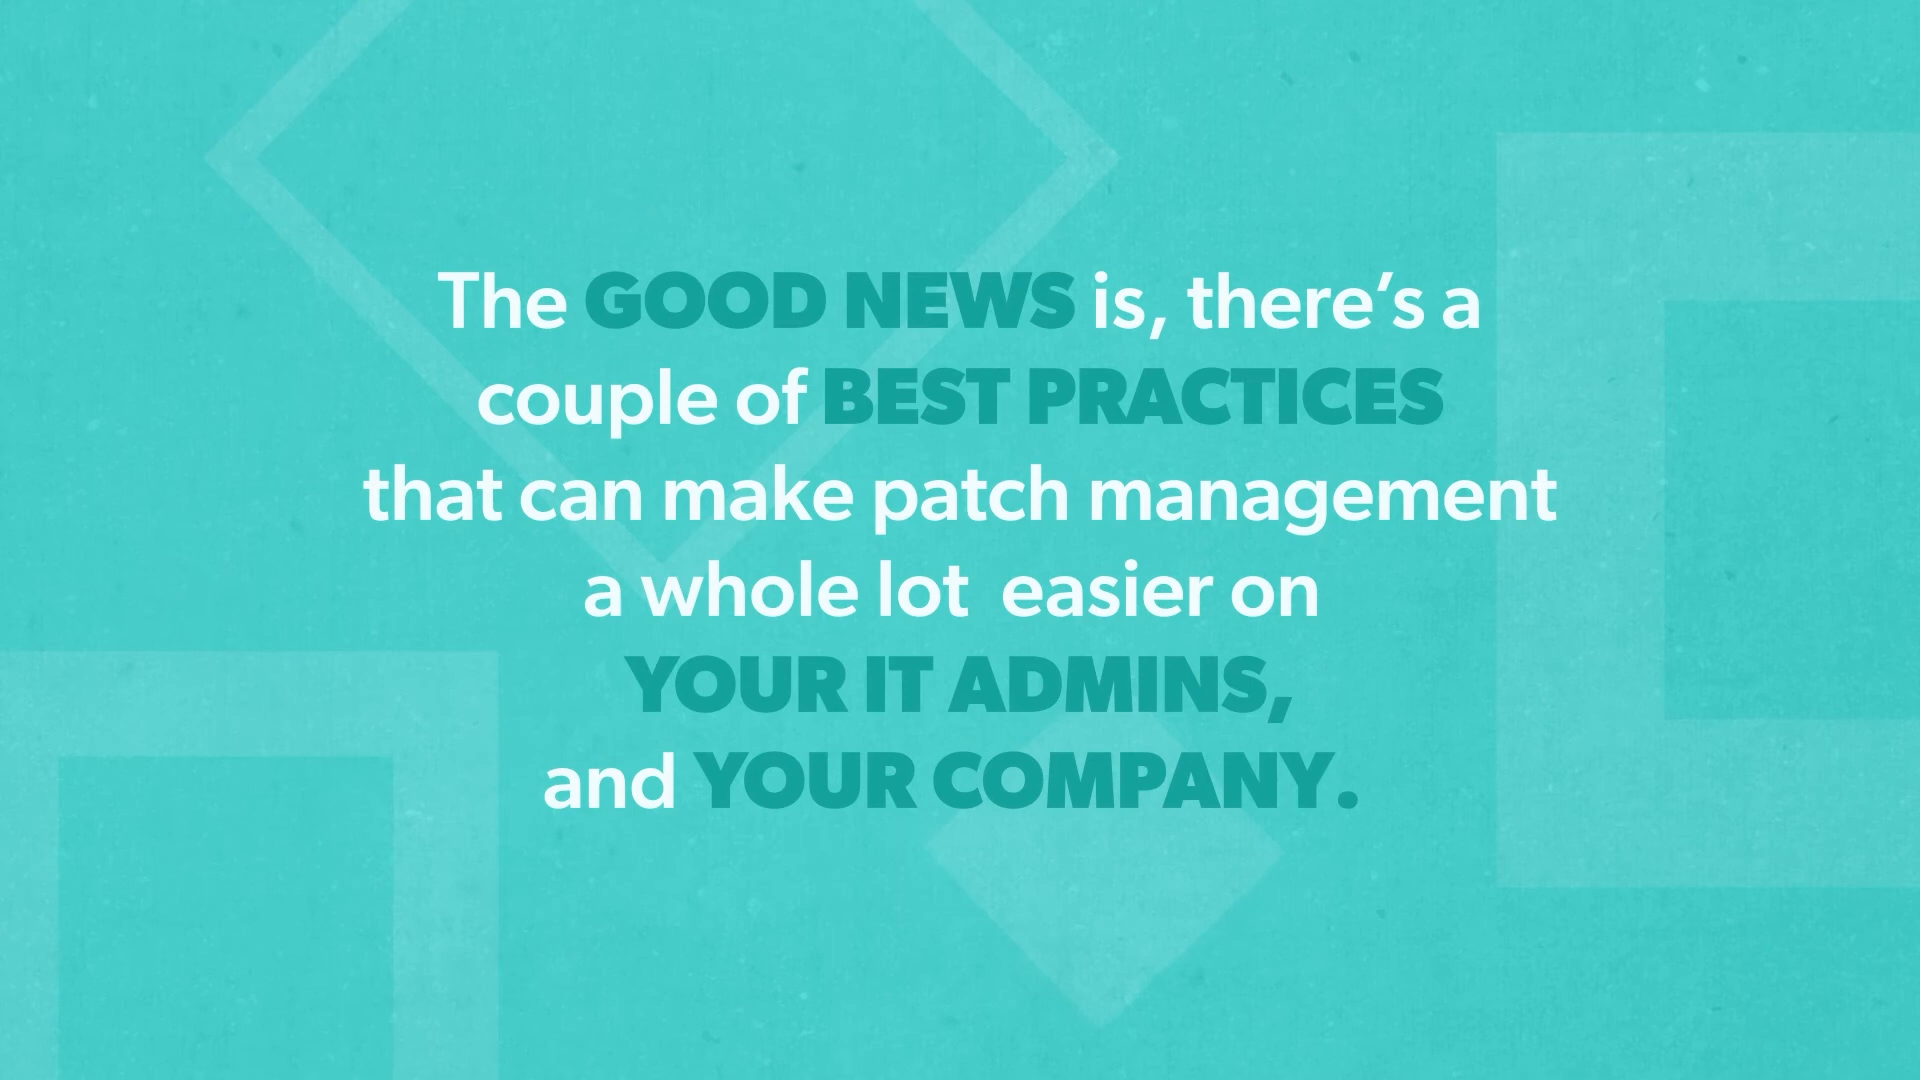 The GOOD NEWS is, there’s a
couple of BEST PRACTICES
that can make patch management
a whole lot  easier on
YOUR IT ADMINS,
and YOUR COMPANY.